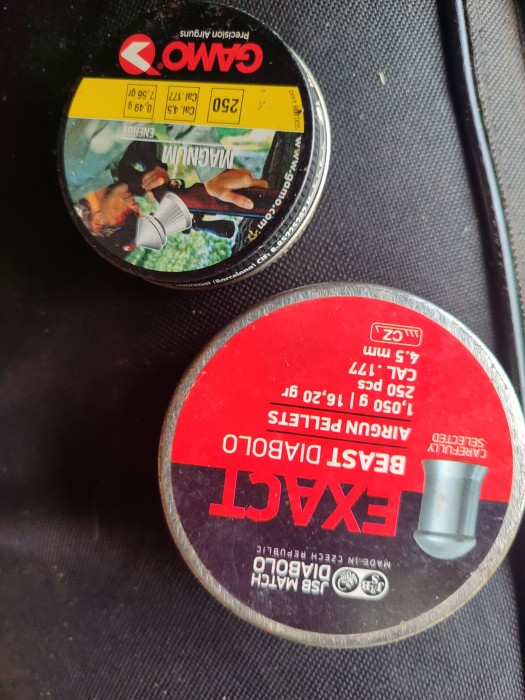 GAMO
Precision Airguns
250
Cal. 4,5
Cal. .177
0,49 g
7,56 gr
MAGNUM
ENERGY
www.gamo.com
(Barcelona) CIF:
JSB MATCH
DIABOLO
MADE IN CZECH REPUBLIC
EXACT
BEAST DIABOLO
AIRGUN PELLETS
1,050 g | 16,20 gr
250 pcs
CAL . 177
4.5 mm
CZ
CAREFULLY
SELECTED